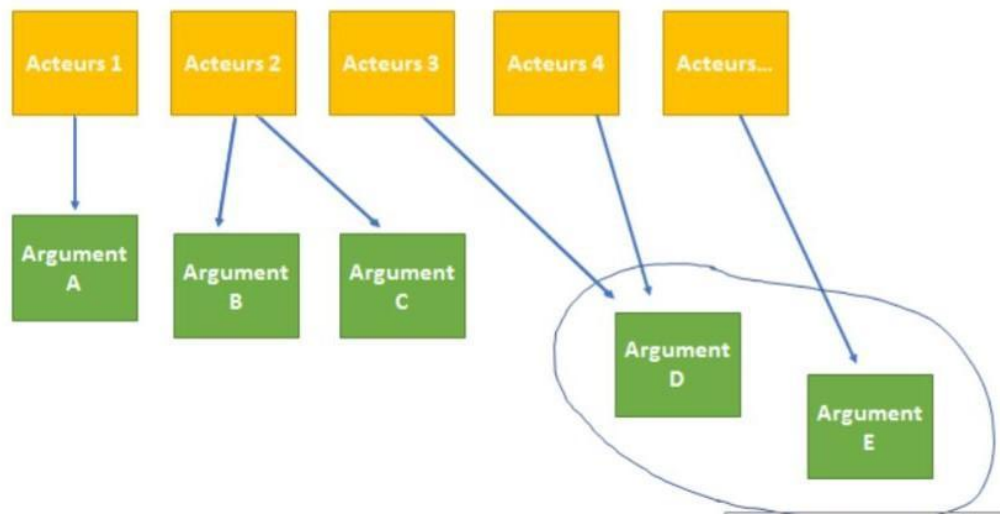 Acteurs 1
Acteurs 2
Acteurs 3
Acteurs 4
Acteurs...
Argument
A
Argument
B
Argument
C
Argument
D
Argument
E